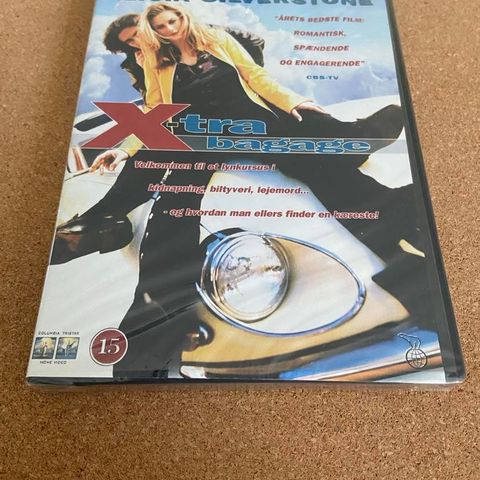 SILVERSTONE
"ÅRETS BEDSTE FILM:
ROMANTISK,
SPÆNDENDE
OG ENGAGERENDE"
CBS-TV
X-tra
bagage
Velkommen til et lynkursus i
kidnapning, biltyveri, lejemord...
- og hvordan man ellers finder en kæreste!
COLUMBIA TRISTAR
HOME VIDEO
15